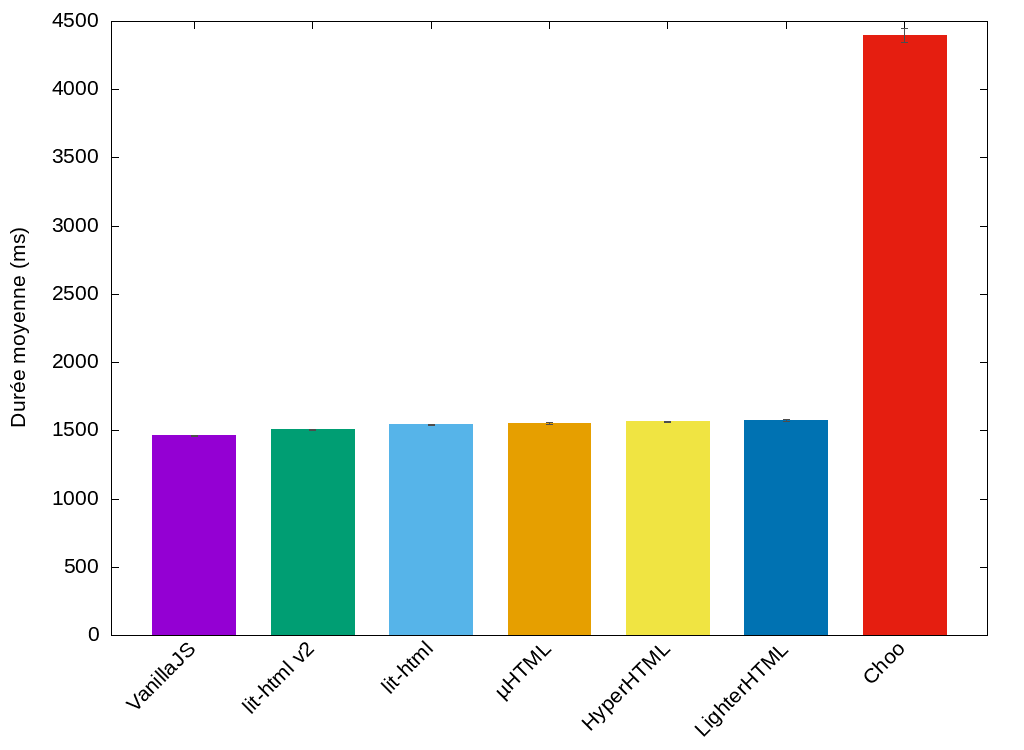 4500
4000
3500
3000
2500
2000
1500
1000
500
0
Durée moyenne (ms)
VanillaJS
lit-html v2
lit-html
µHTML
HyperHTML
LighterHTML
Choo